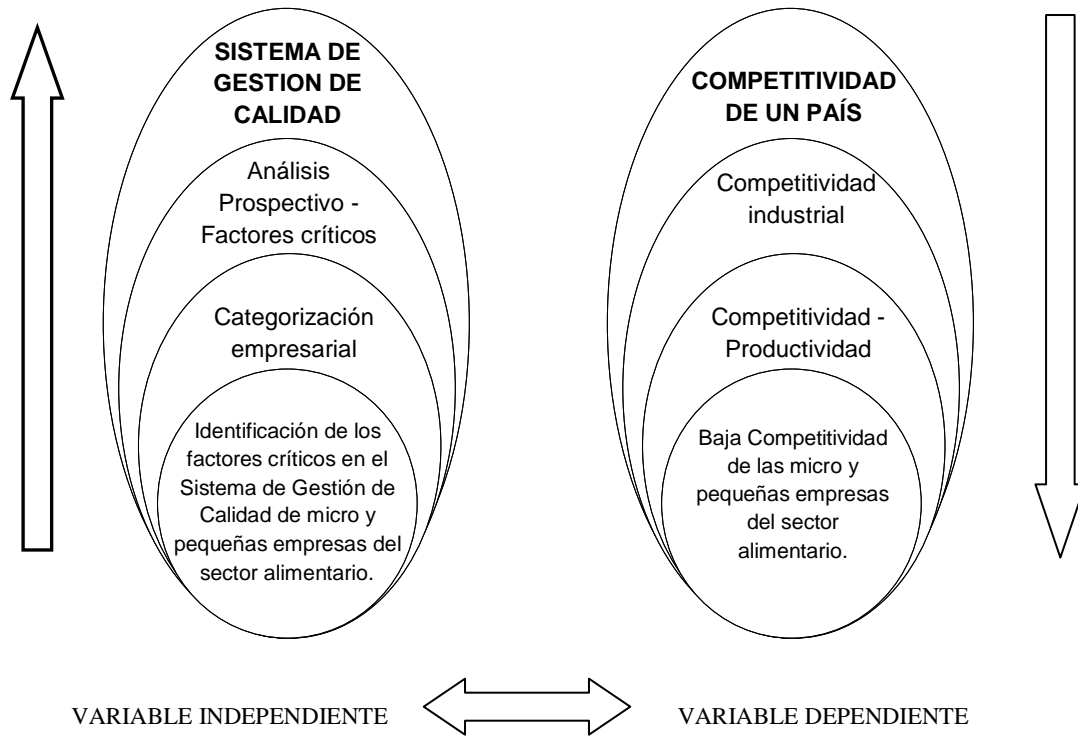 SISTEMA DE
GESTION DE
CALIDAD
Análisis
Prospectivo -
Factores críticos
Categorización
empresarial
Identificación de los
factores críticos en el
Sistema de Gestión de
Calidad de micro y
pequeñas empresas del
sector alimentario.
COMPETITIVIDAD
DE UN PAÍS
Competitividad
industrial
Competitividad -
Productividad
Baja Competitividad
de las micro y
pequeñas empresas
del sector
alimentario.
VARIABLE INDEPENDIENTE
VARIABLE DEPENDIENTE